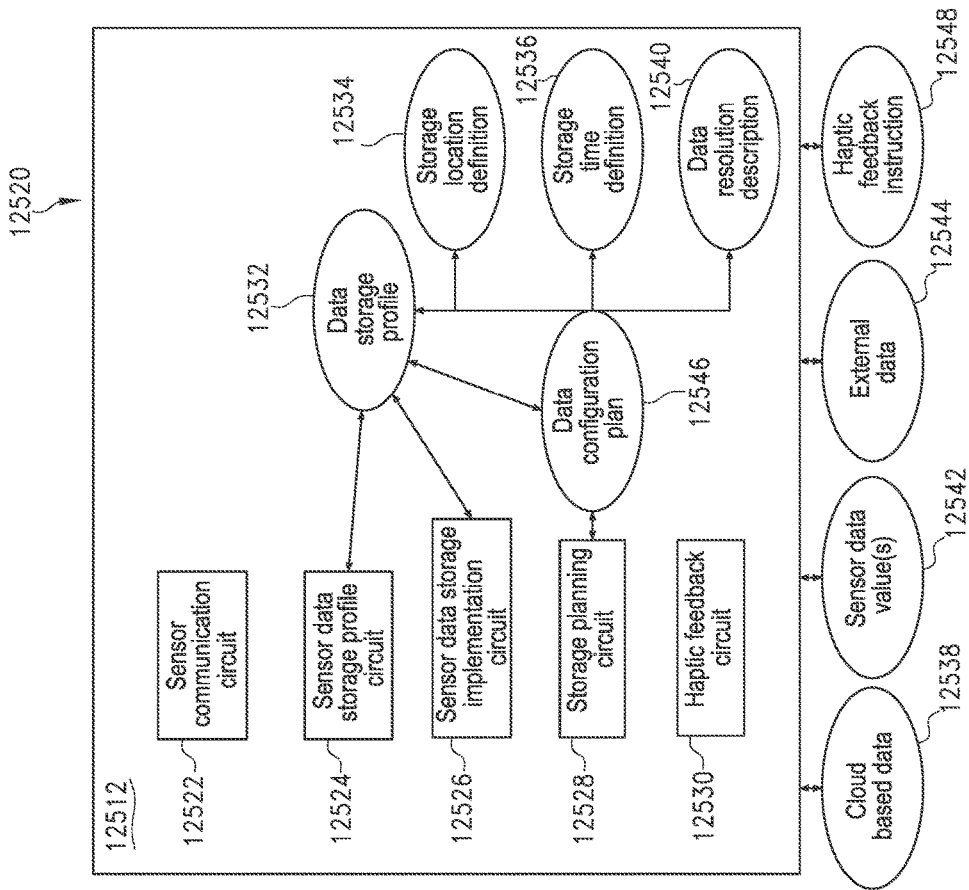 12520
12512
12522
Sensor
communication
circuit
12524
Sensor data
storage profile
circuit
12526
Sensor data storage
implementation
circuit
12528
Storage planning
circuit
12530
Haptic feedback circuit
12532
Data
storage
profile
12546
Data
configuration
plan
12534
Storage
location
definition
12536
Storage
time
definition
12540
Data
resolution
description
12538
Cloud
based data
12542
Sensor data
value(s)
12544
External
data
12548
Haptic
feedback
instruction